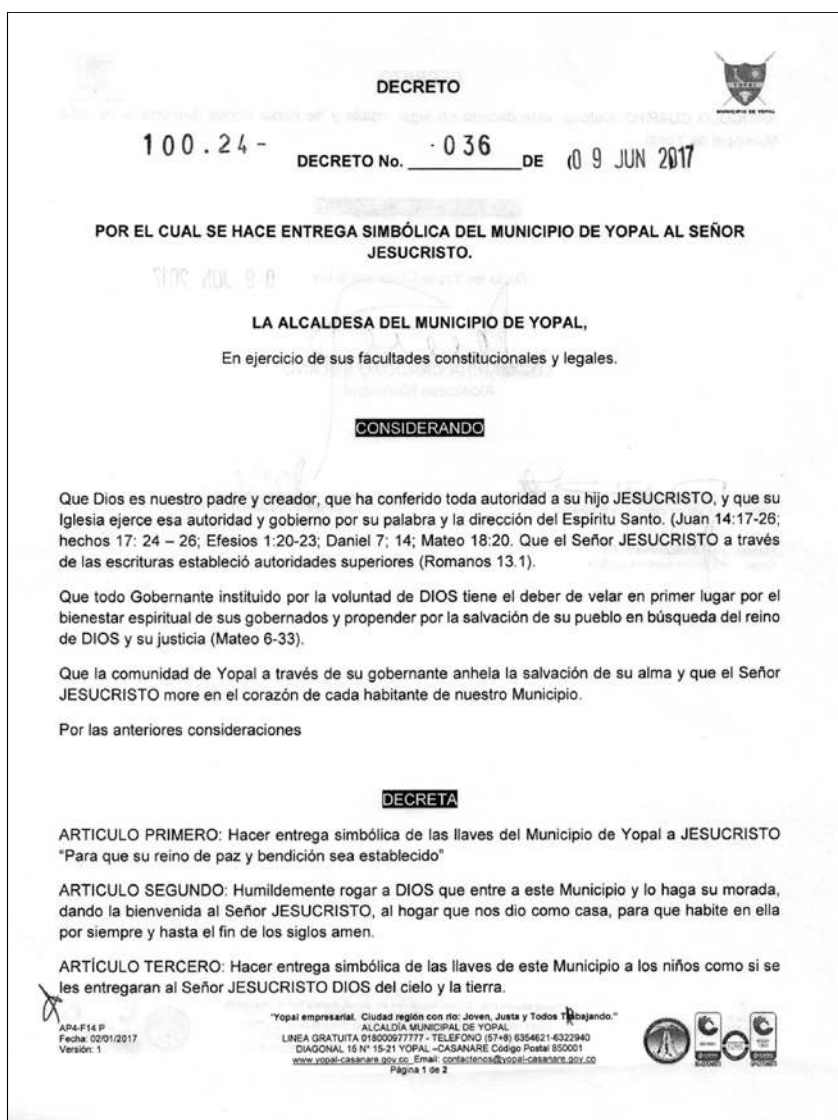 DECRETO
YOPAL
MUNICIPIO DE YOPAL
100.24-
DECRETO No. ·036 DE 09 JUN 2017
POR EL CUAL SE HACE ENTREGA SIMBÓLICA DEL MUNICIPIO DE YOPAL AL SEÑOR
JESUCRISTO.
LA ALCALDESA DEL MUNICIPIO DE YOPAL,
En ejercicio de sus facultades constitucionales y legales.
CONSIDERANDO
Que Dios es nuestro padre y creador, que ha conferido toda autoridad a su hijo JESUCRISTO, y que su
Iglesia ejerce esa autoridad y gobierno por su palabra y la dirección del Espíritu Santo. (Juan 14:17-26;
hechos 17: 24 – 26; Efesios 1:20-23; Daniel 7; 14; Mateo 18:20. Que el Señor JESUCRISTO a través
de las escrituras estableció autoridades superiores (Romanos 13.1).
Que todo Gobernante instituido por la voluntad de DIOS tiene el deber de velar en primer lugar por el
bienestar espiritual de sus gobernados y propender por la salvación de su pueblo en búsqueda del reino
de DIOS y su justicia (Mateo 6-33).
Que la comunidad de Yopal a través de su gobernante anhela la salvación de su alma y que el Señor
JESUCRISTO more en el corazón de cada habitante de nuestro Municipio.
Por las anteriores consideraciones
DECRETA
ARTICULO PRIMERO: Hacer entrega simbólica de las llaves del Municipio de Yopal a JESUCRISTO
“Para que su reino de paz y bendición sea establecido”
ARTICULO SEGUNDO: Humildemente rogar a DIOS que entre a este Municipio y lo haga su morada,
dando la bienvenida al Señor JESUCRISTO, al hogar que nos dio como casa, para que habite en ella
por siempre y hasta el fin de los siglos amen.
ARTÍCULO TERCERO: Hacer entrega simbólica de las llaves de este Municipio a los niños como si se
les entregaran al Señor JESUCRISTO DIOS del cielo y la tierra.
AP4-F14 P
Fecha: 02/01/2017
Versión: 1
"Yopal empresarial. Ciudad región con rio: Joven, Justa y Todos Trabajando."
ALCALDÍA MUNICIPAL DE YOPAL
LINEA GRATUITA 018000977777 - TELEFONO (57+8) 6354621-6322940
DIAGONAL 15 N° 15-21 YOPAL –CASANARE Código Postal 850001
www.yopal-casanare.gov.co Email: contactenos@yopal-casanare.gov.co
Página 1 de 2